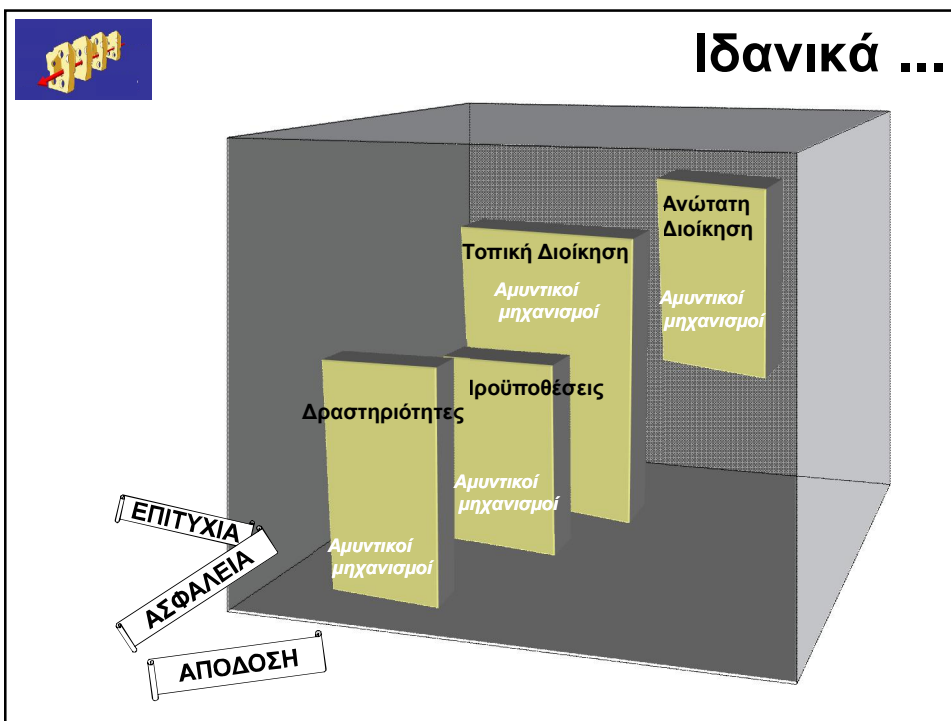 Ιδανικά ...
Ανώτατη
Διοίκηση
Αμυντικοί
μηχανισμοί
Τοπική Διοίκηση
Αμυντικοί
μηχανισμοί
Ιροϋποθέσεις
Αμυντικοί
μηχανισμοί
Δραστηριότητες
Αμυντικοί
μηχανισμοί
ΕΠΙΤΥΧΙΑ
ΑΣΦΑΛΕΙΑ
ΑΠΟΔΟΣΗ